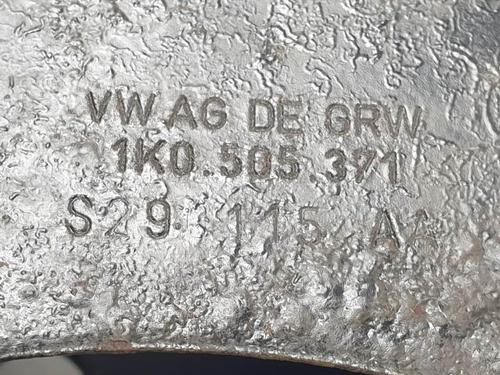 VW AG DE GRW
1K0.505.371
S29 115 AA